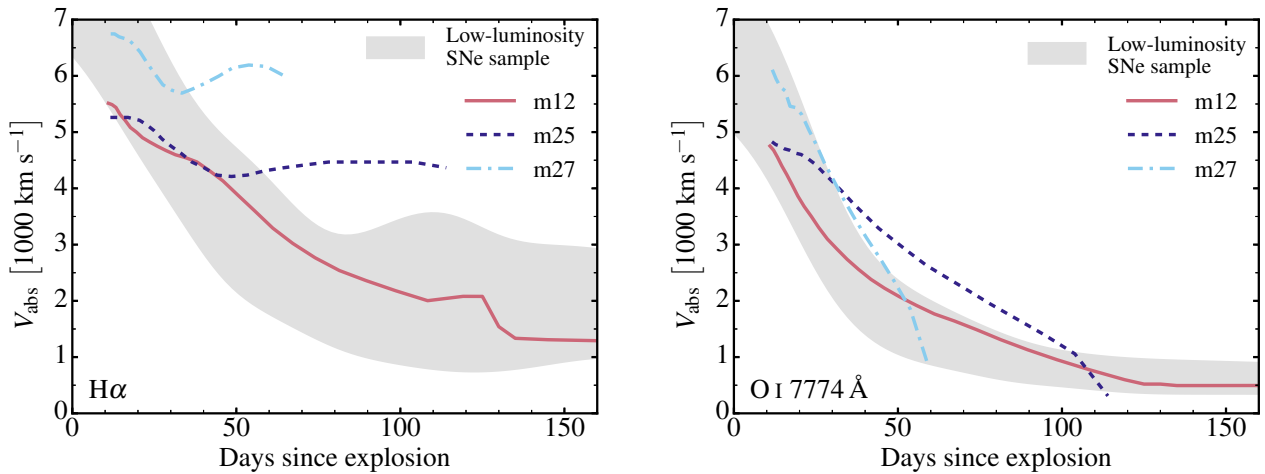 7
6
5
4
3
2
1
0
V_abs [1000 km s⁻¹]
Low-luminosity
SNe sample
m12
m25
m27
Hα
0 50 100 150
Days since explosion
7
6
5
4
3
2
1
0
V_abs [1000 km s⁻¹]
Low-luminosity
SNe sample
m12
m25
m27
O I 7774 Å
0 50 100 150
Days since explosion